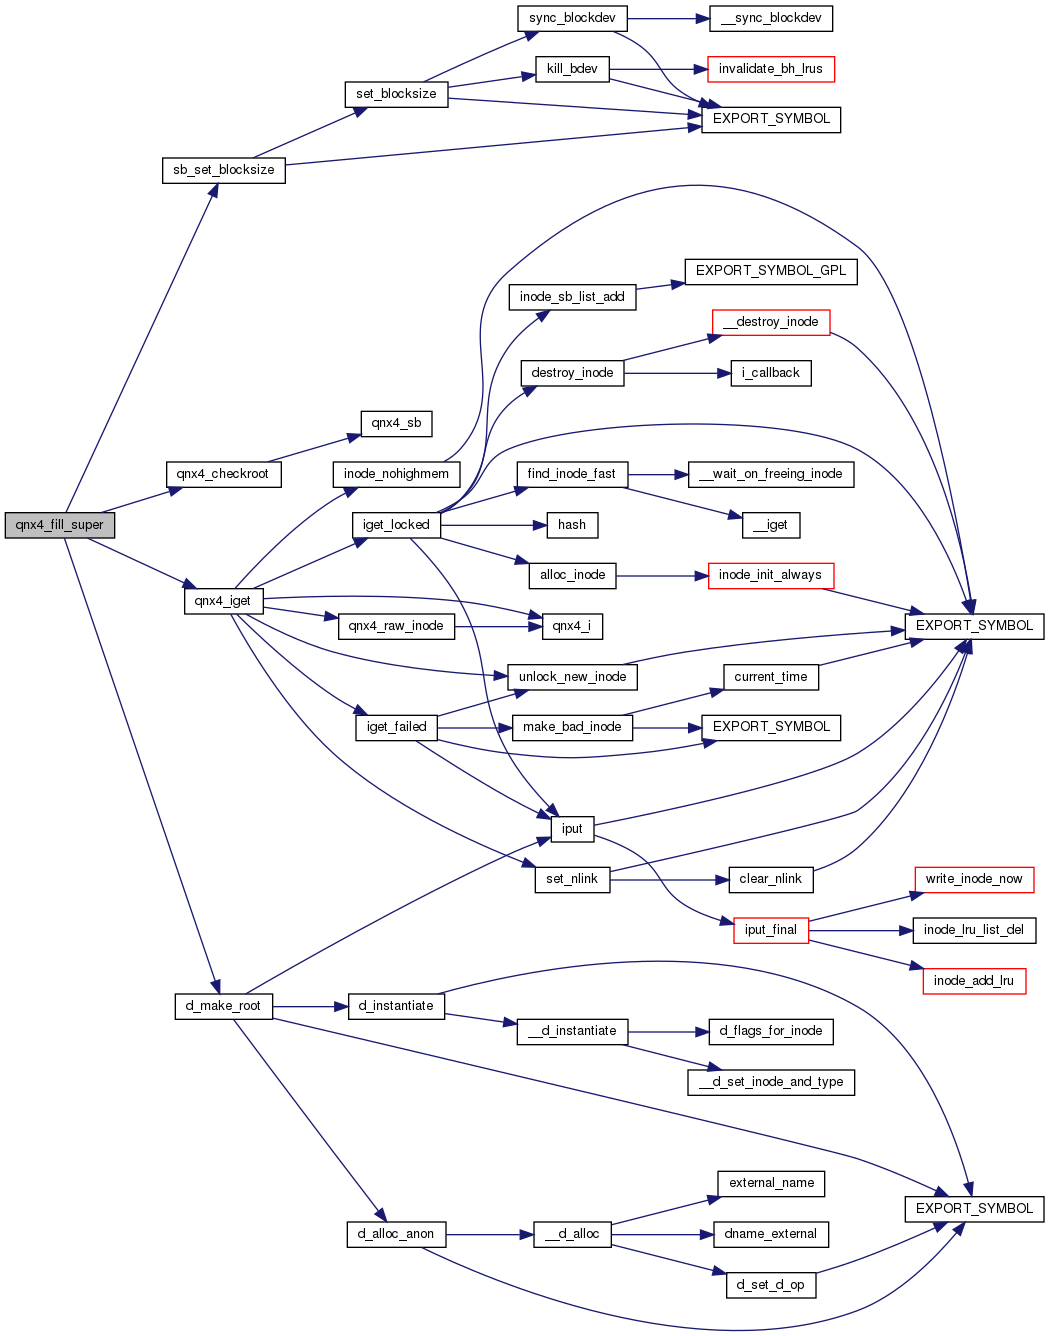 sync_blockdev
__sync_blockdev
kill_bdev
invalidate_bh_lrus
set_blocksize
EXPORT_SYMBOL
sb_set_blocksize
EXPORT_SYMBOL_GPL
inode_sb_list_add
__destroy_inode
destroy_inode
i_callback
qnx4_sb
qnx4_checkroot
inode_nohighmem
find_inode_fast
__wait_on_freeing_inode
qnx4_fill_super
iget_locked
hash
__iget
alloc_inode
inode_init_always
qnx4_iget
qnx4_raw_inode
qnx4_i
EXPORT_SYMBOL
unlock_new_inode
current_time
iget_failed
make_bad_inode
EXPORT_SYMBOL
iput
set_nlink
clear_nlink
write_inode_now
iput_final
inode_lru_list_del
inode_add_lru
d_make_root
d_instantiate
__d_instantiate
d_flags_for_inode
__d_set_inode_and_type
external_name
EXPORT_SYMBOL
d_alloc_anon
__d_alloc
dname_external
d_set_d_op